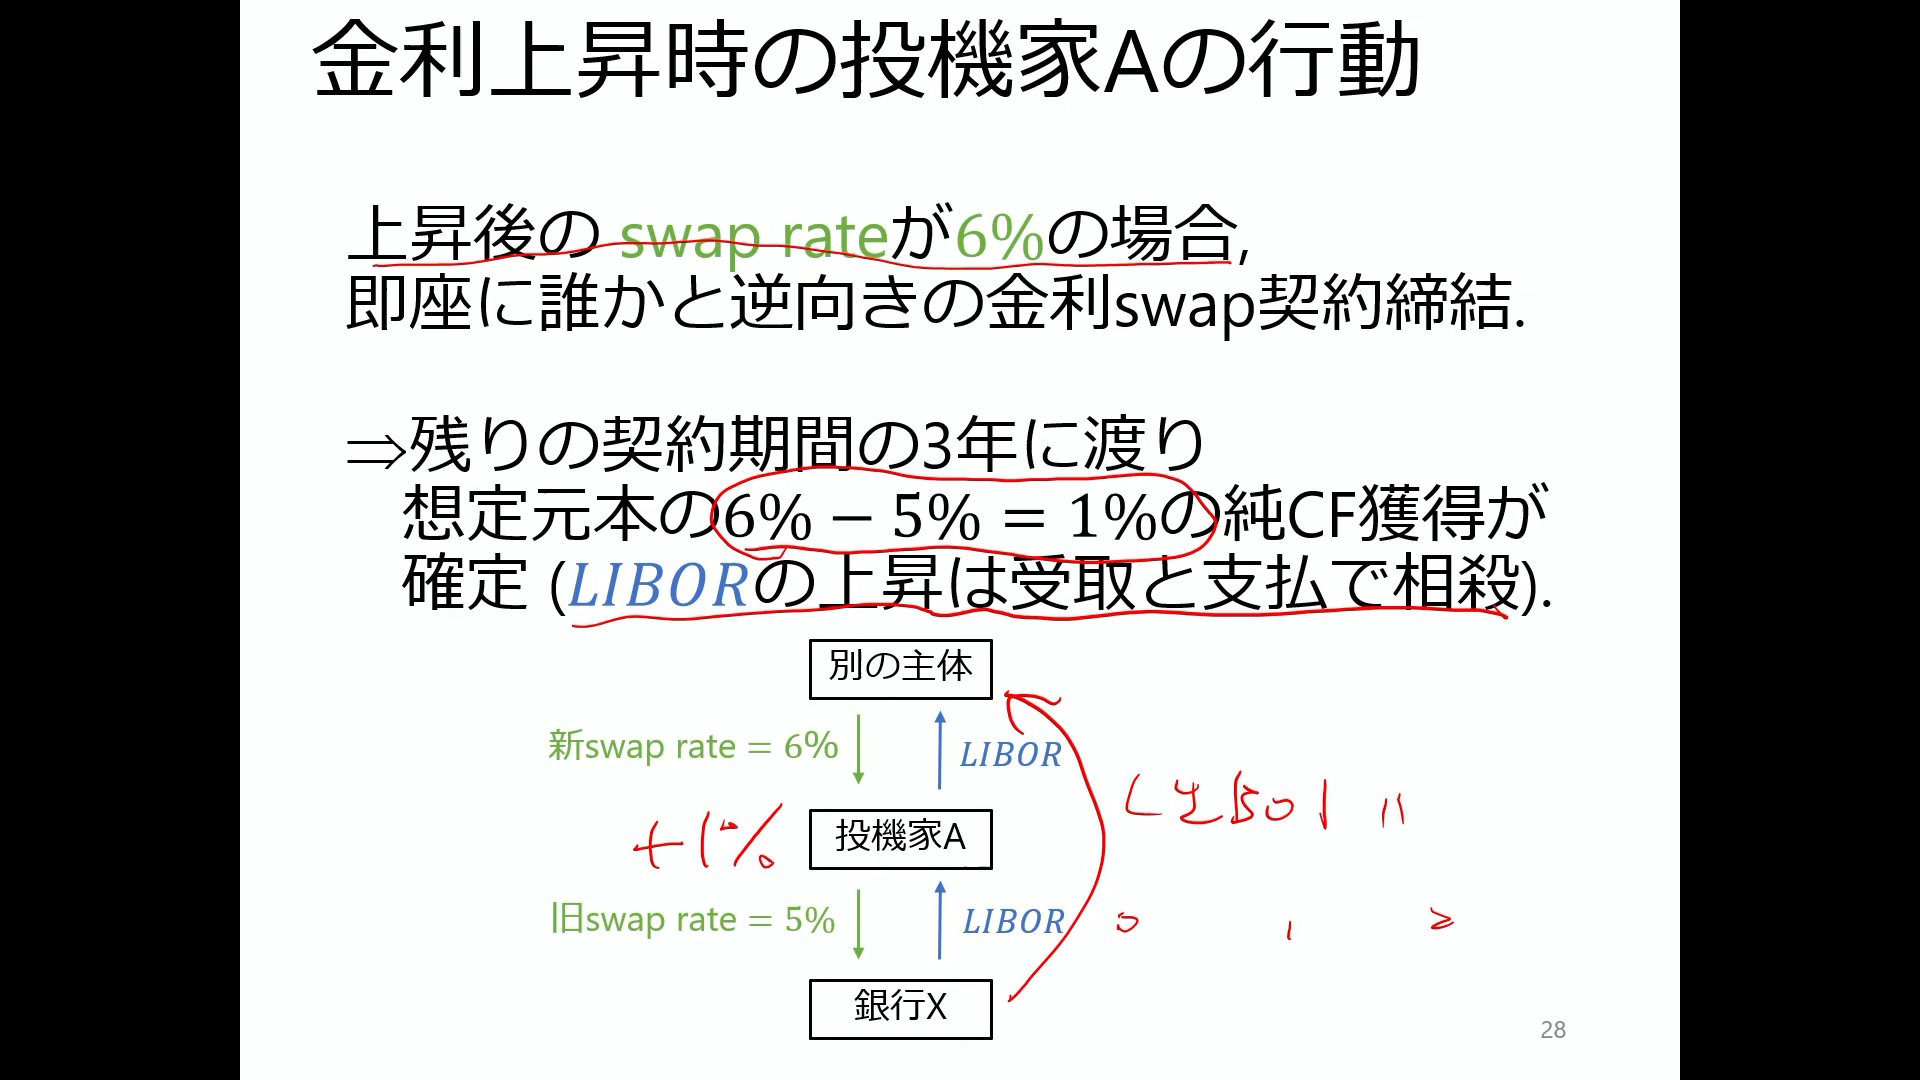 金利上昇時の投機家Aの行動
上昇後の swap rateが6%の場合,
即座に誰かと逆向きの金利swap契約締結.
⇒残りの契約期間の3年に渡り
想定元本の6% − 5% = 1%の純CF獲得が
確定 (LIBORの上昇は受取と支払で相殺).
別の主体
新swap rate = 6%
LIBOR
+1%
投機家A
旧swap rate = 5%
LIBOR
0 1 2
銀行X
28